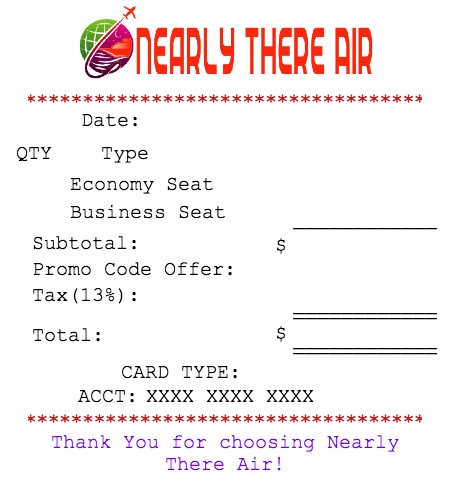 NEARLY THERE AIR
************************************
Date:
QTY Type
Economy Seat
Business Seat
Subtotal: $
Promo Code Offer:
Tax(13%):
Total: $
CARD TYPE:
ACCT: XXXX XXXX XXXX
************************************
Thank You for choosing Nearly
There Air!